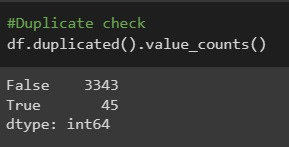 #Duplicate check
df.duplicated().value_counts()
False    3343
True       45
dtype: int64